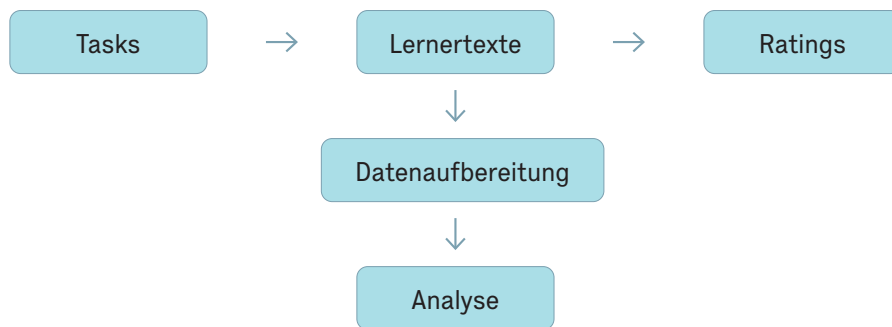 Tasks
Lernertexte
Ratings
Datenaufbereitung
Analyse